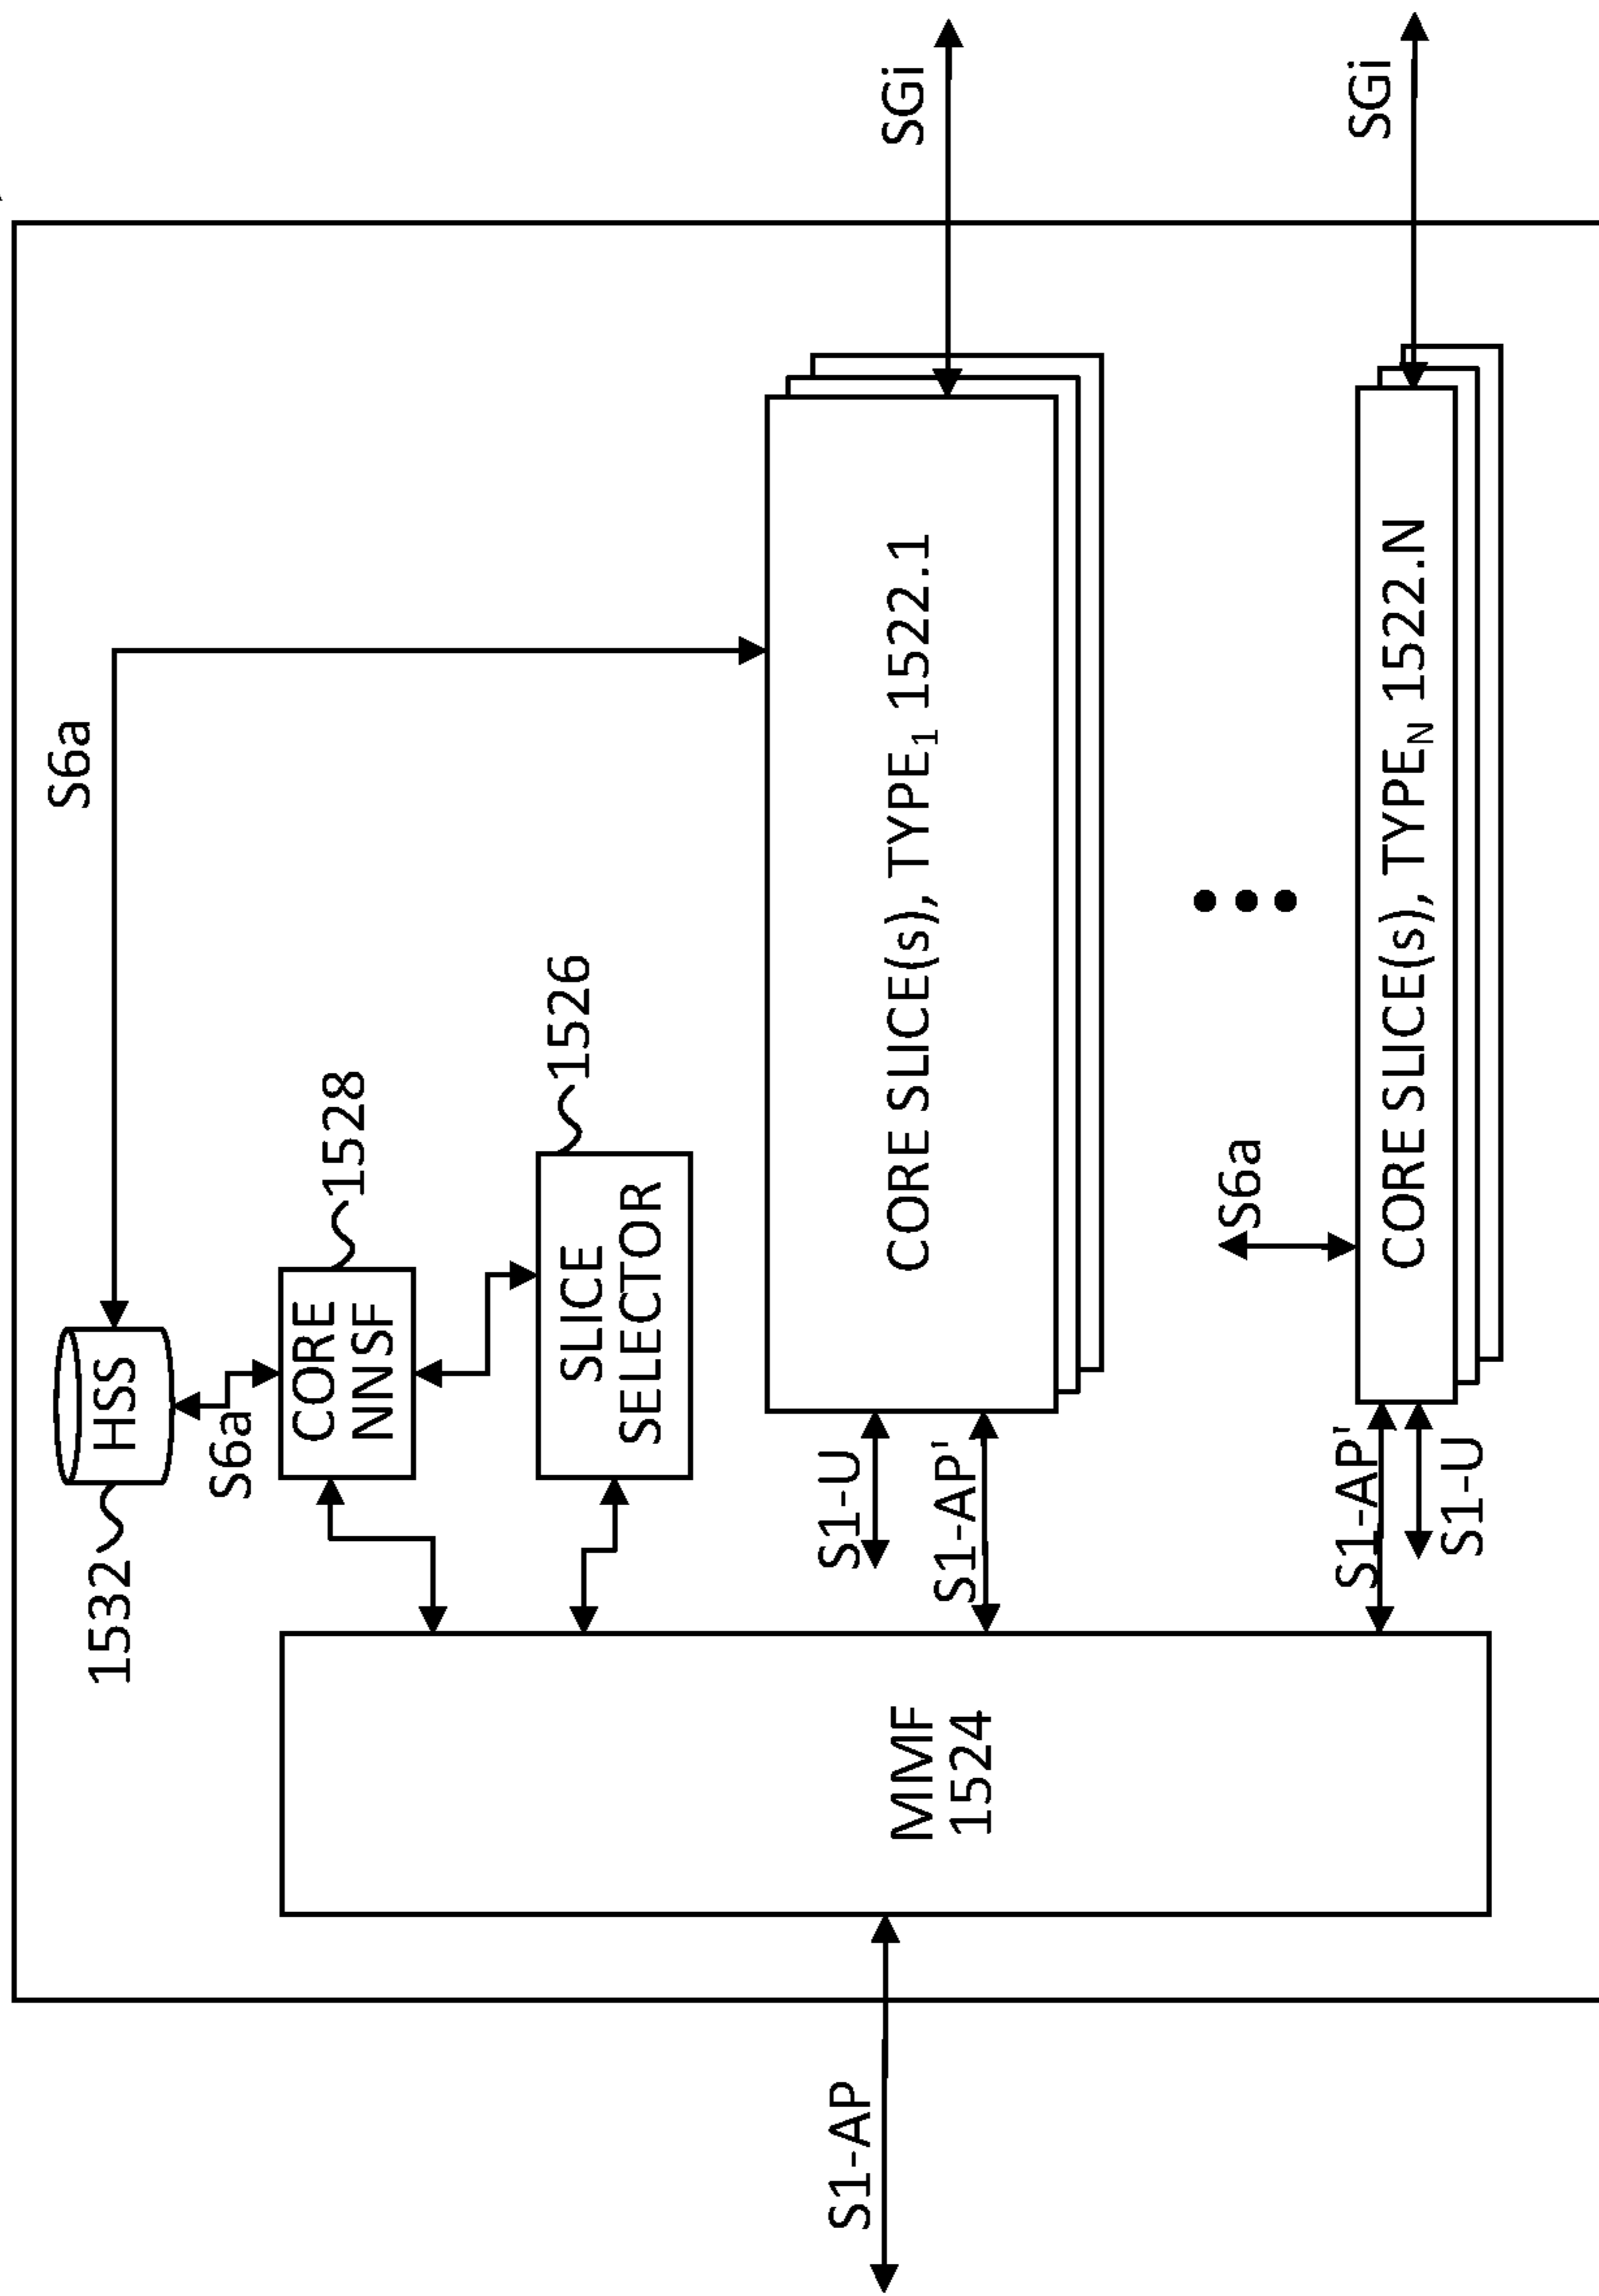 1532
HSS
S6a
S6a
CORE
NNSF
1528
SLICE
SELECTOR
1526
S1-AP
MMF
1524
S1-U
S1-AP'
CORE SLICE(s), TYPE₁ 1522.1
SGi
S6a
S1-AP'
S1-U
CORE SLICE(s), TYPEN 1522.N
SGi